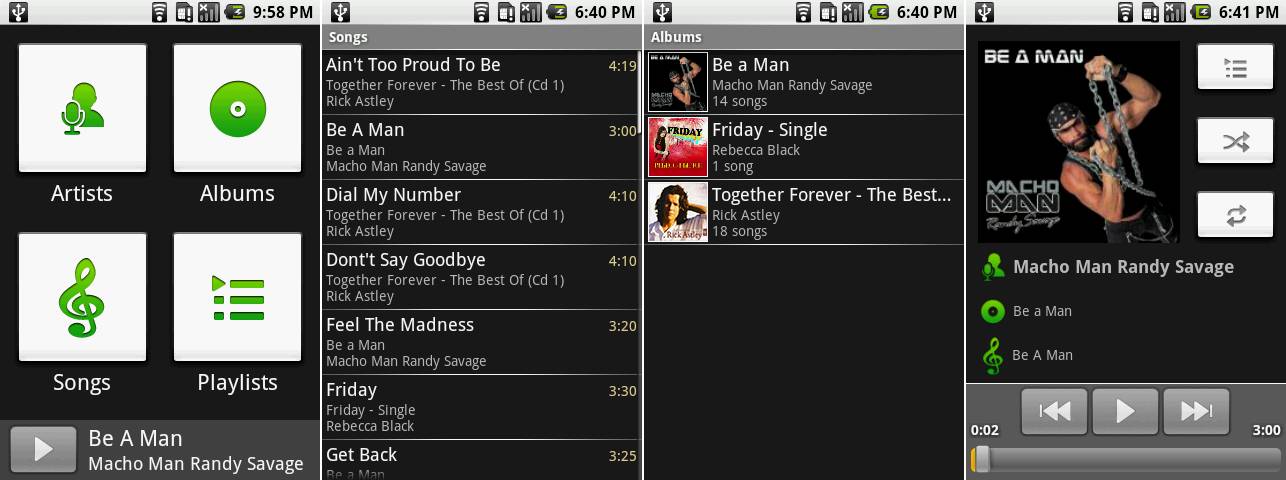 9:58 PM
Artists
Albums
Songs
Playlists
Be A Man
Macho Man Randy Savage
6:40 PM
Songs
Ain't Too Proud To Be
4:19
Together Forever - The Best Of (Cd 1)
Rick Astley
Be A Man
3:00
Be a Man
Macho Man Randy Savage
Dial My Number
4:10
Together Forever - The Best Of (Cd 1)
Rick Astley
Dont't Say Goodbye
4:10
Together Forever - The Best Of (Cd 1)
Rick Astley
Feel The Madness
3:20
Be a Man
Macho Man Randy Savage
Friday
3:30
Friday - Single
Rebecca Black
Get Back
3:25
Be a Man
6:40 PM
Albums
Be a Man
Macho Man Randy Savage
14 songs
FRIDAY
Friday - Single
Rebecca Black
1 song
Rick Astley
Together Forever - The Best...
Rick Astley
18 songs
6:41 PM
BE A MAN
MACHO
MAN
Randy Savage
Macho Man Randy Savage
Be a Man
Be A Man
0:02
3:00